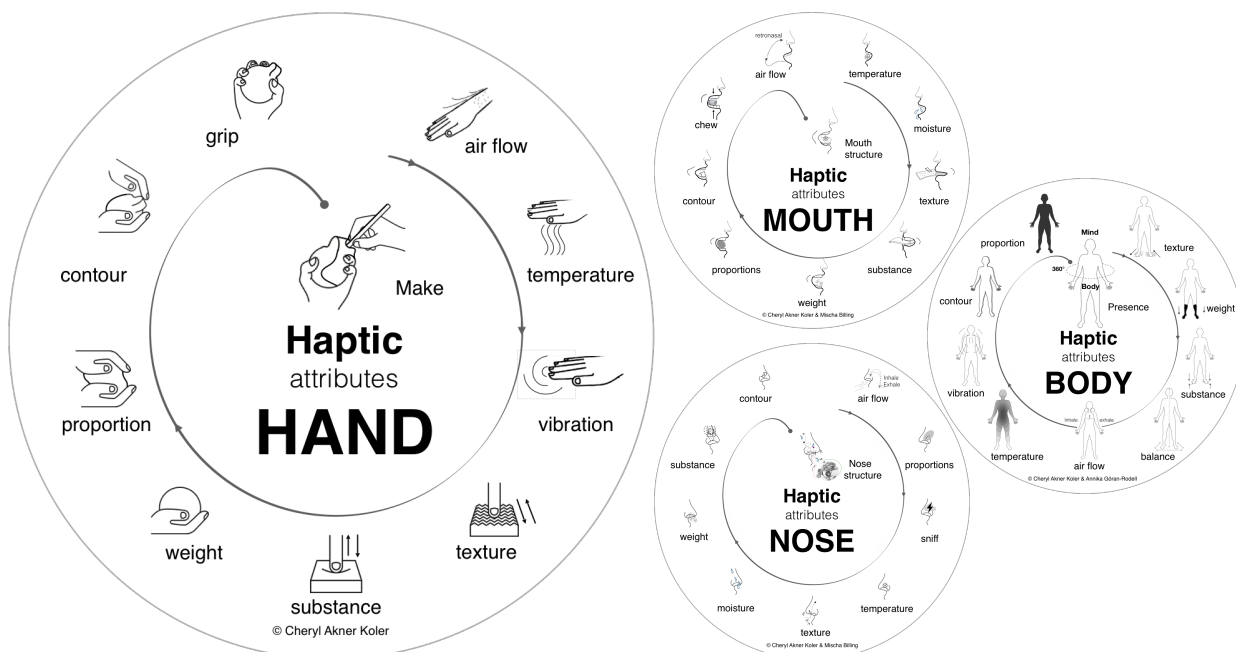 grip
air flow
temperature
vibration
texture
substance
weight
proportion
contour
Make
Haptic
attributes
HAND
© Cheryl Akner Koler
retronasal
air flow
temperature
moisture
texture
substance
weight
proportions
contour
chew
Mouth
structure
Haptic
attributes
MOUTH
© Cheryl Akner Koler & Mischa Billing
contour
air flow
Inhale
Exhale
proportions
sniff
temperature
texture
moisture
weight
substance
Nose
structure
Haptic
attributes
NOSE
© Cheryl Akner Koler & Mischa Billing
proportion
Mind
texture
360°
Body
weight
contour
Presence
Haptic
attributes
BODY
vibration
substance
inhale
exhale
temperature
air flow
balance
© Cheryl Akner Koler & Annika Göran-Rodell